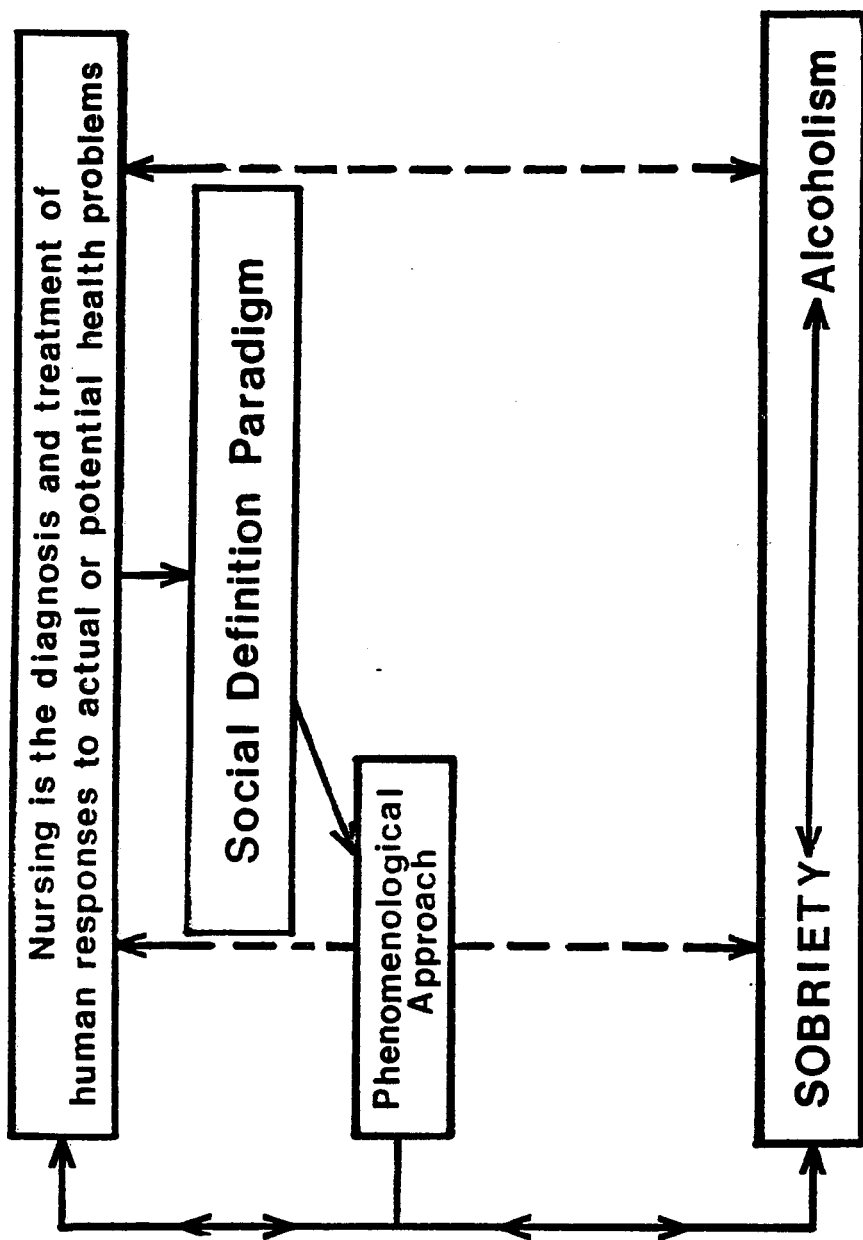 Nursing is the diagnosis and treatment of
human responses to actual or potential health problems
Social Definition Paradigm
Phenomenological
Approach
SOBRIETY
Alcoholism